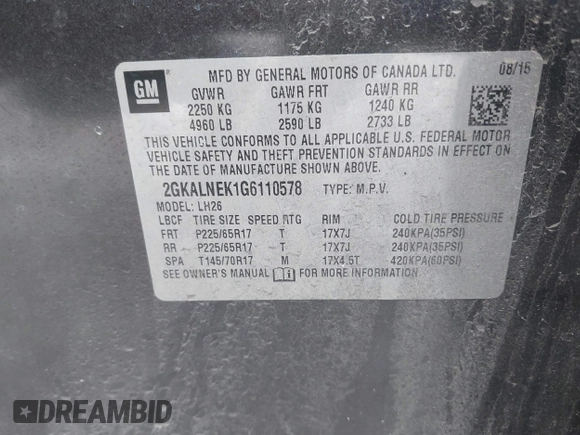 GM
MFD BY GENERAL MOTORS OF CANADA LTD. 08/15
GVWR GAWR FRT GAWR RR
2250 KG 1175 KG 1240 KG
4960 LB 2590 LB 2733 LB
THIS VEHICLE CONFORMS TO ALL APPLICABLE U.S. FEDERAL MOTOR
VEHICLE SAFETY AND THEFT PREVENTION STANDARDS IN EFFECT ON
THE DATE OF MANUFACTURE SHOWN ABOVE.
2GKALNEK1G6110578 TYPE: M.P.V.
MODEL: LH26
LBCF TIRE SIZE SPEED RTG RIM COLD TIRE PRESSURE
FRT P225/65R17 T 17X7J 240KPA(35PSI)
RR P225/65R17 T 17X7J 240KPA(35PSI)
SPA T145/70R17 M 17X4.5T 420KPA(60PSI)
SEE OWNER'S MANUAL FOR MORE INFORMATION
DREAMBID